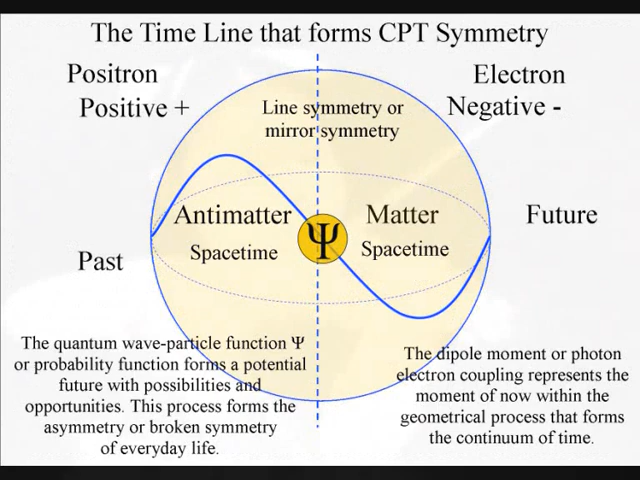 The Time Line that forms CPT Symmetry
Positron
Positive +
Electron
Negative -
Line symmetry or
mirror symmetry
Antimatter
Spacetime
Ψ
Matter
Spacetime
Past
Future
The quantum wave-particle function Ψ
or probability function forms a potential
future with possibilities and
opportunities. This process forms the
asymmetry or broken symmetry
of everyday life.
The dipole moment or photon
electron coupling represents the
moment of now within the
geometrical process that forms
the continuum of time.